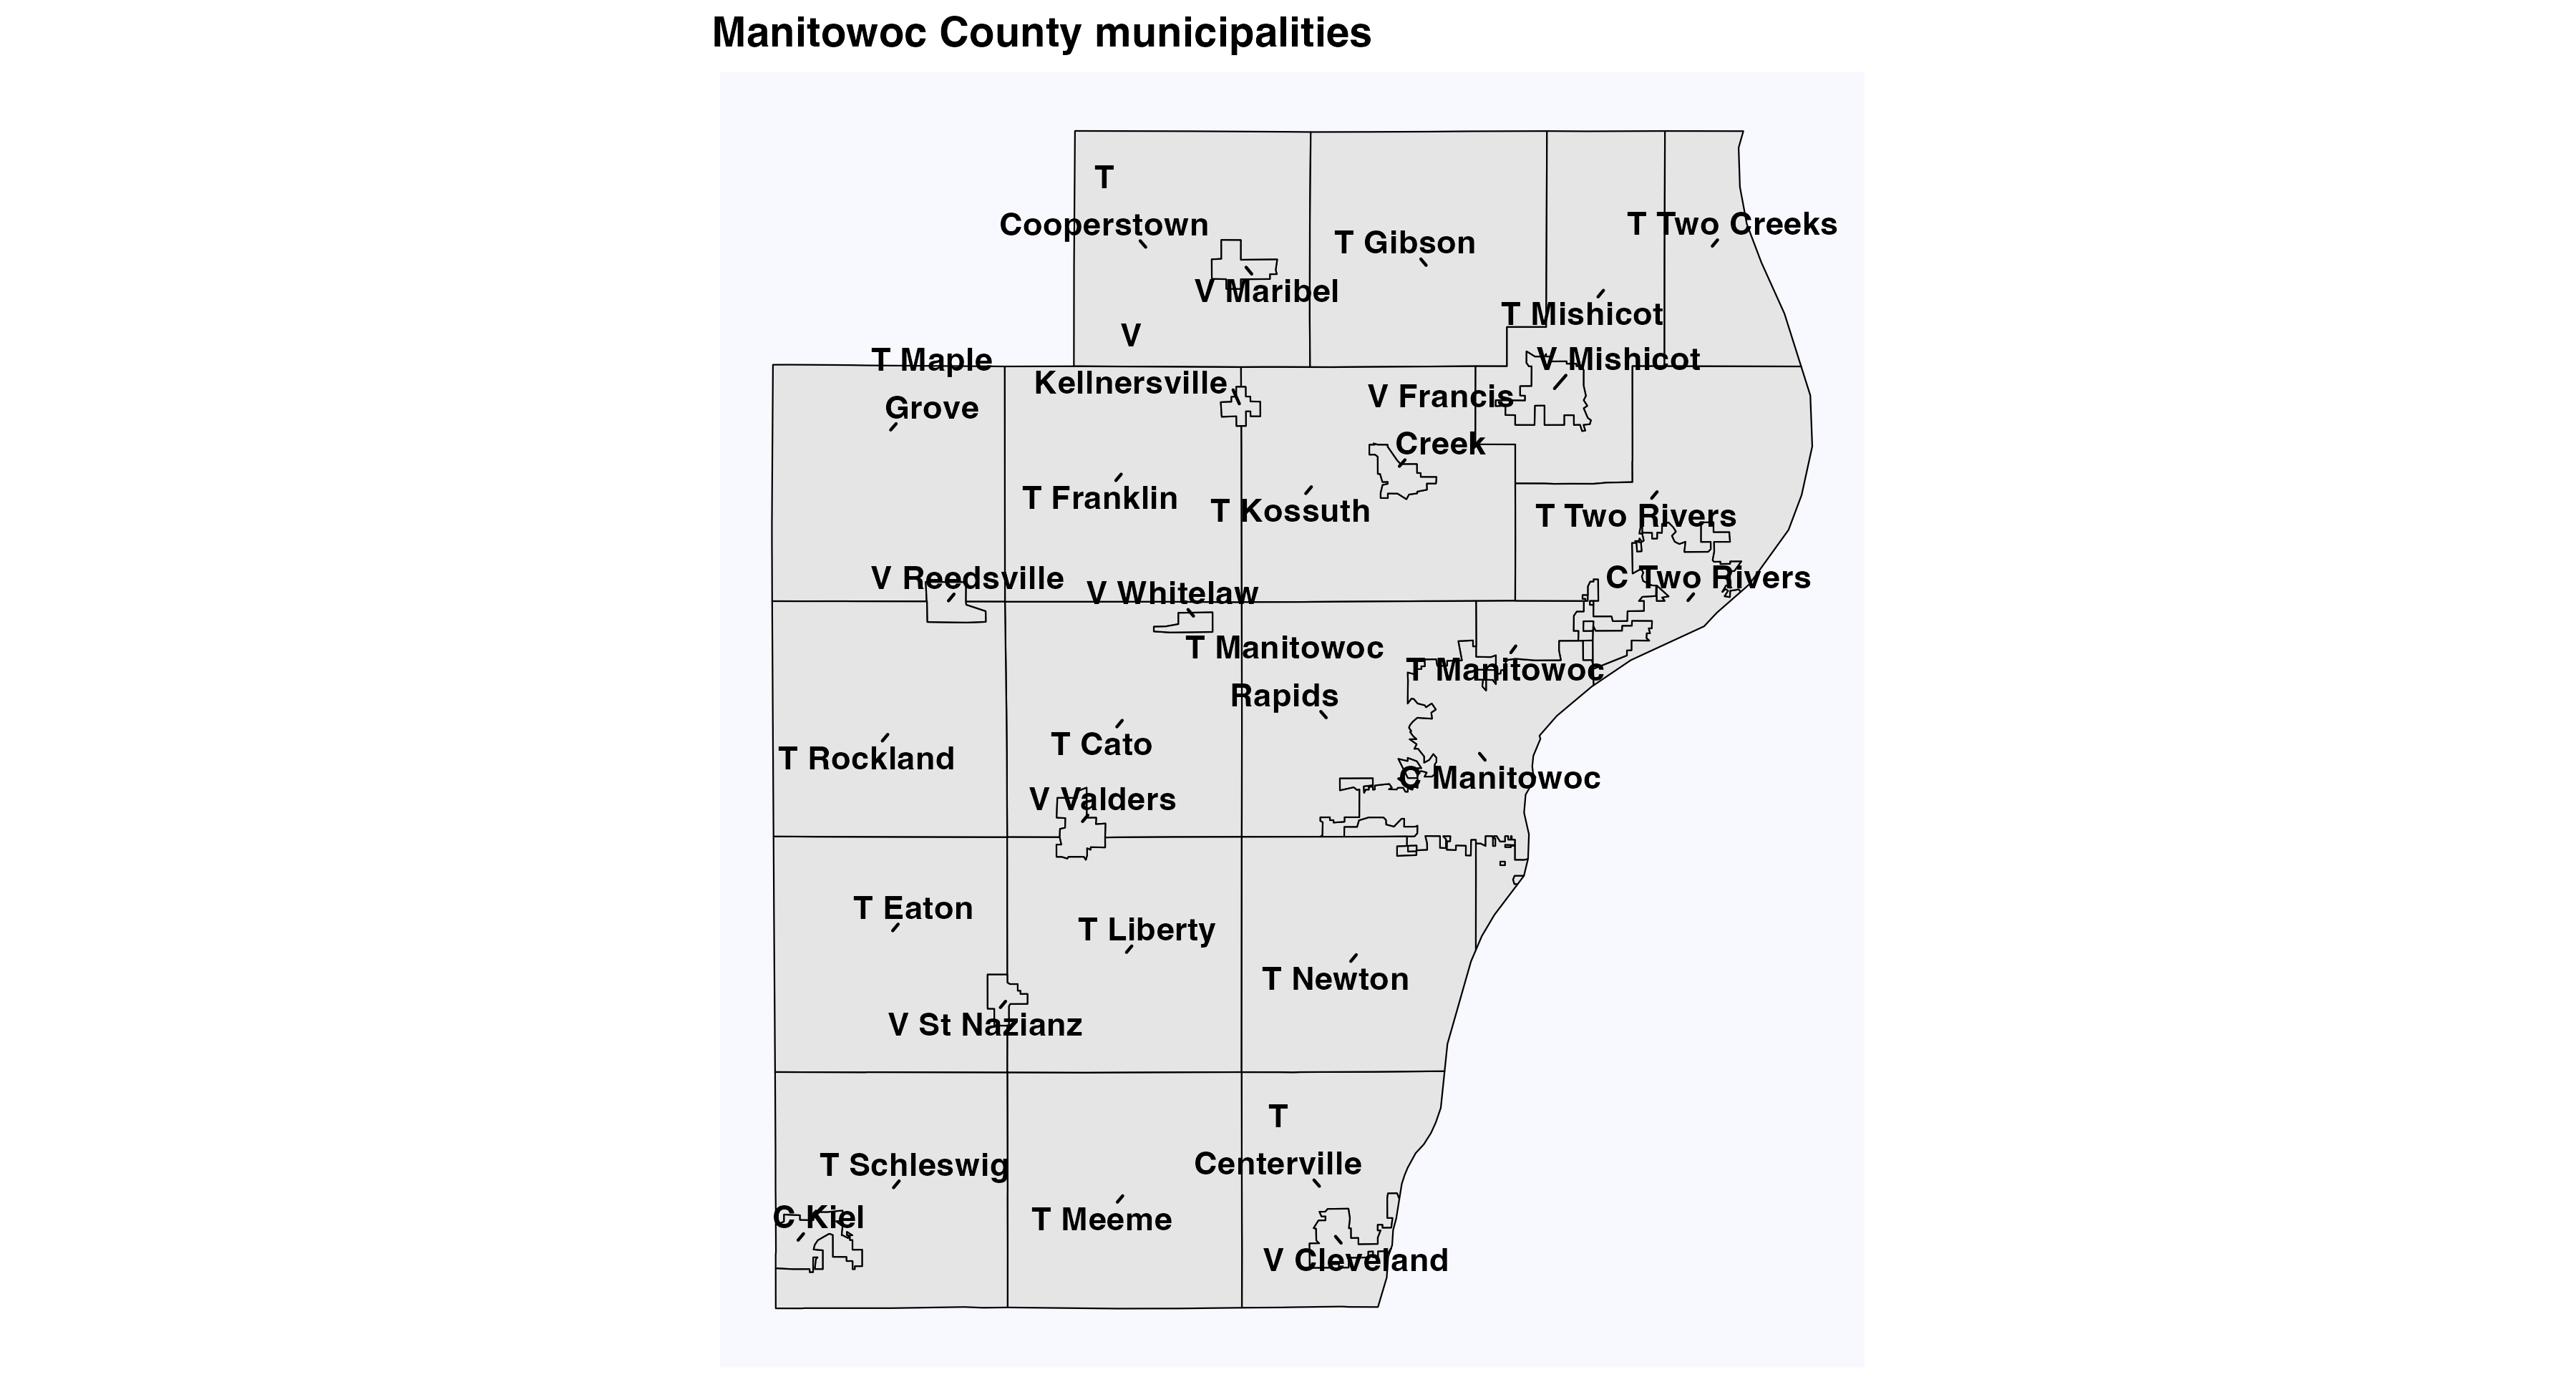 Manitowoc County municipalities
T
Cooperstown
T Two Creeks
T Gibson
V Maribel
T Mishicot
V
Kellnersville
T Maple
Grove
V Mishicot
V Francis
Creek
T Franklin
T Kossuth
T Two Rivers
V Reedsville
V Whitelaw
C Two Rivers
T Manitowoc
Rapids
T Manitowoc
T Rockland
T Cato
C Manitowoc
V Valders
T Eaton
T Liberty
T Newton
V St Nazianz
T
Centerville
T Schleswig
C Kiel
T Meeme
V Cleveland